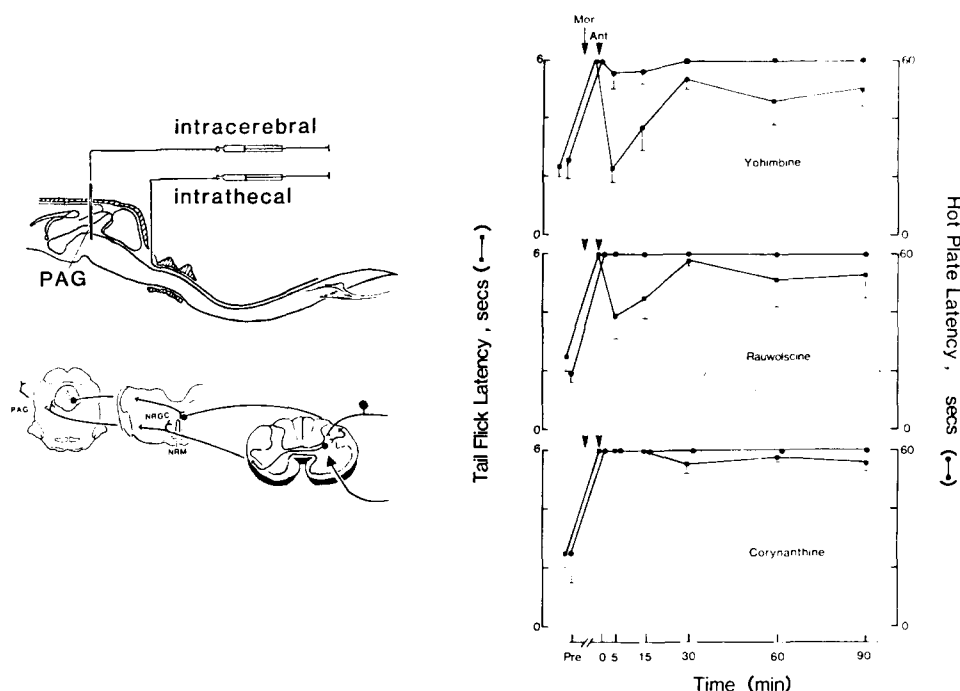 intracerebral
intrathecal
PAG
PAG
NRGC
NRM
Tail Flick Latency, secs
Mor
Ant
6
60
Yohimbine
0
0
6
60
Rauwolscine
0
0
6
60
Corynanthine
0
0
Pre
0
5
15
30
60
90
Time (min)
Hot Plate Latency, secs